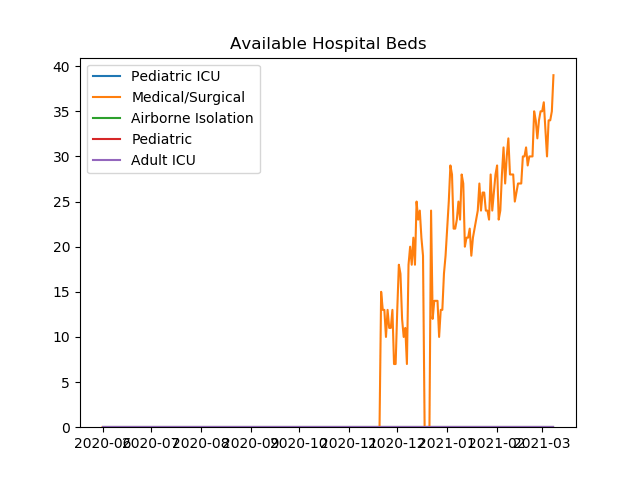 Available Hospital Beds
40
35
30
25
20
15
10
5
0
Pediatric ICU
Medical/Surgical
Airborne Isolation
Pediatric
Adult ICU
2020-06 2020-07 2020-08 2020-09 2020-10 2020-11 2020-12 2021-01 2021-02 2021-03